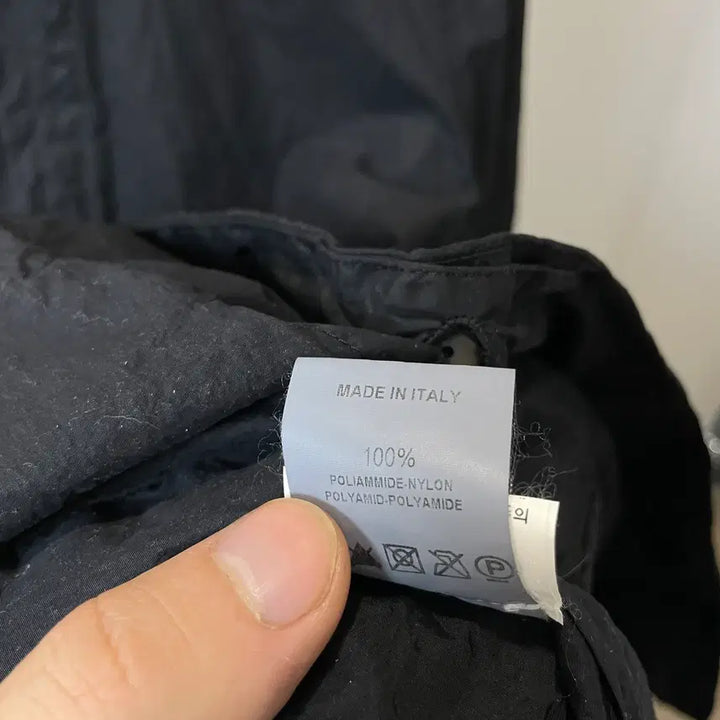 MADE IN ITALY
100%
POLIAMMIDE-NYLON
POLYAMID-POLYAMIDE
P